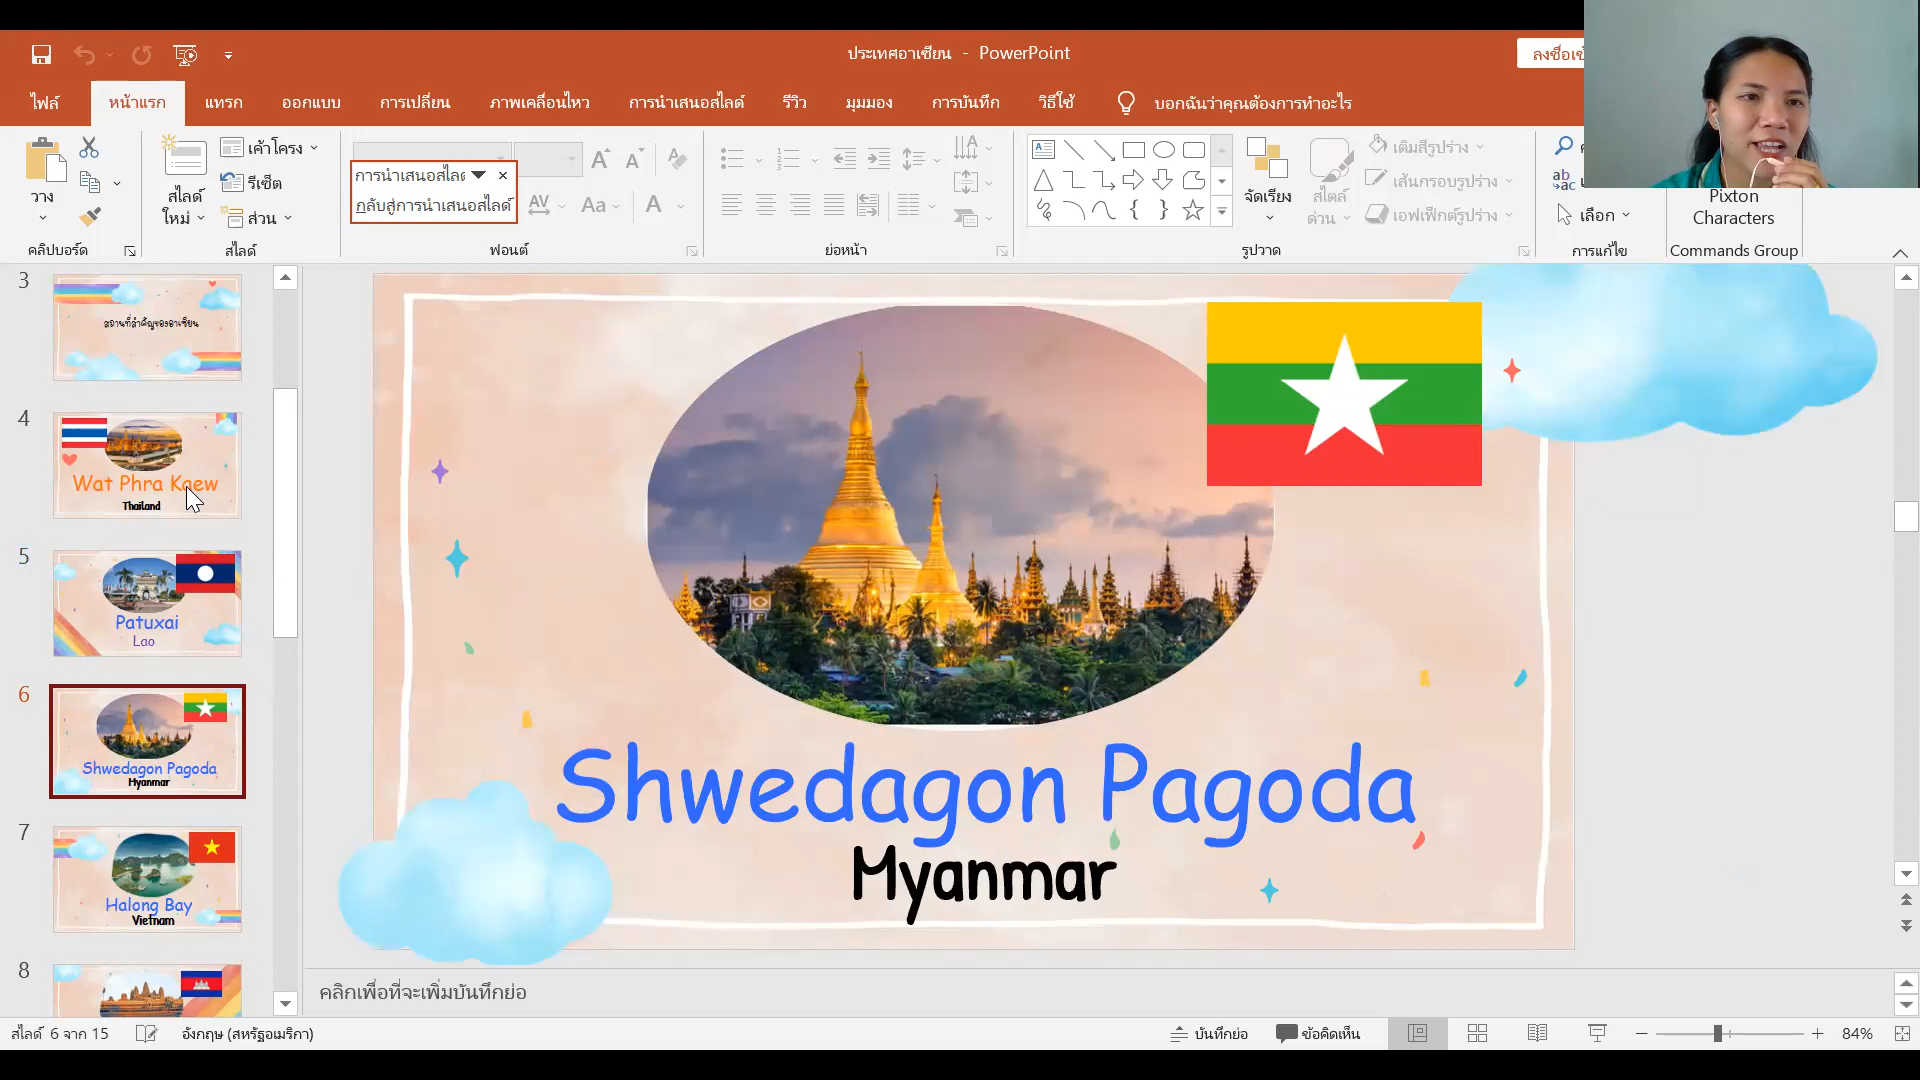 ประเทศอาเซียน - PowerPoint
ไฟล์ หน้าแรก แทรก ออกแบบ การเปลี่ยน ภาพเคลื่อนไหว การนำเสนอสไลด์ รีวิว มุมมอง การบันทึก วิธีใช้ บอกฉันว่าคุณต้องการทำอะไร
วาง
คลิปบอร์ด
สไลด์
ใหม่
เค้าโครง
รีเซ็ต
ส่วน
สไลด์
กลับสู่การนำเสนอสไลด์
AV Aa A
ฟอนต์
ย่อหน้า
จัดเรียง
สไตล์
ด่วน
เติมสีรูปร่าง
เส้นกรอบรูปร่าง
เอฟเฟ็กต์รูปร่าง
รูปวาด
เลือก
การแก้ไข
Pixton
Characters
Commands Group
3
สถานที่สำคัญของอาเซียน
4
Wat Phra Kaew
Thailand
5
Patuxai
Lao
6
Shwedagon Pagoda
Myanmar
7
Halong Bay
Vietnam
8
Shwedagon Pagoda
Myanmar
คลิกเพื่อที่จะเพิ่มบันทึกย่อ
สไลด์ 6 จาก 15 อังกฤษ (สหรัฐอเมริกา) บันทึกย่อ ข้อคิดเห็น 84%